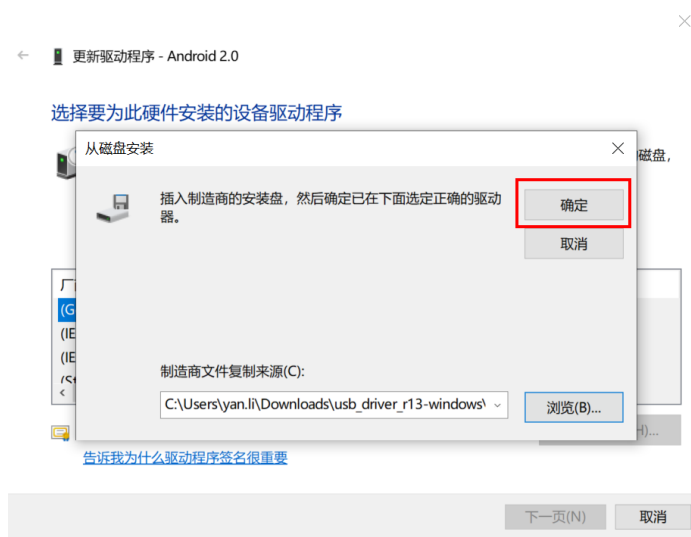 更新驱动程序 - Android 2.0
选择要为此硬件安装的设备驱动程序
从磁盘安装
磁盘,
插入制造商的安装盘，然后确定已在下面选定正确的驱动
器。
确定
取消
厂
(G
(IE
(IE
制造商文件复制来源(C):
C:\Users\yan.li\Downloads\usb_driver_r13-windows\
浏览(B)...
H)...
告诉我为什么驱动程序签名很重要
下一页(N)
取消